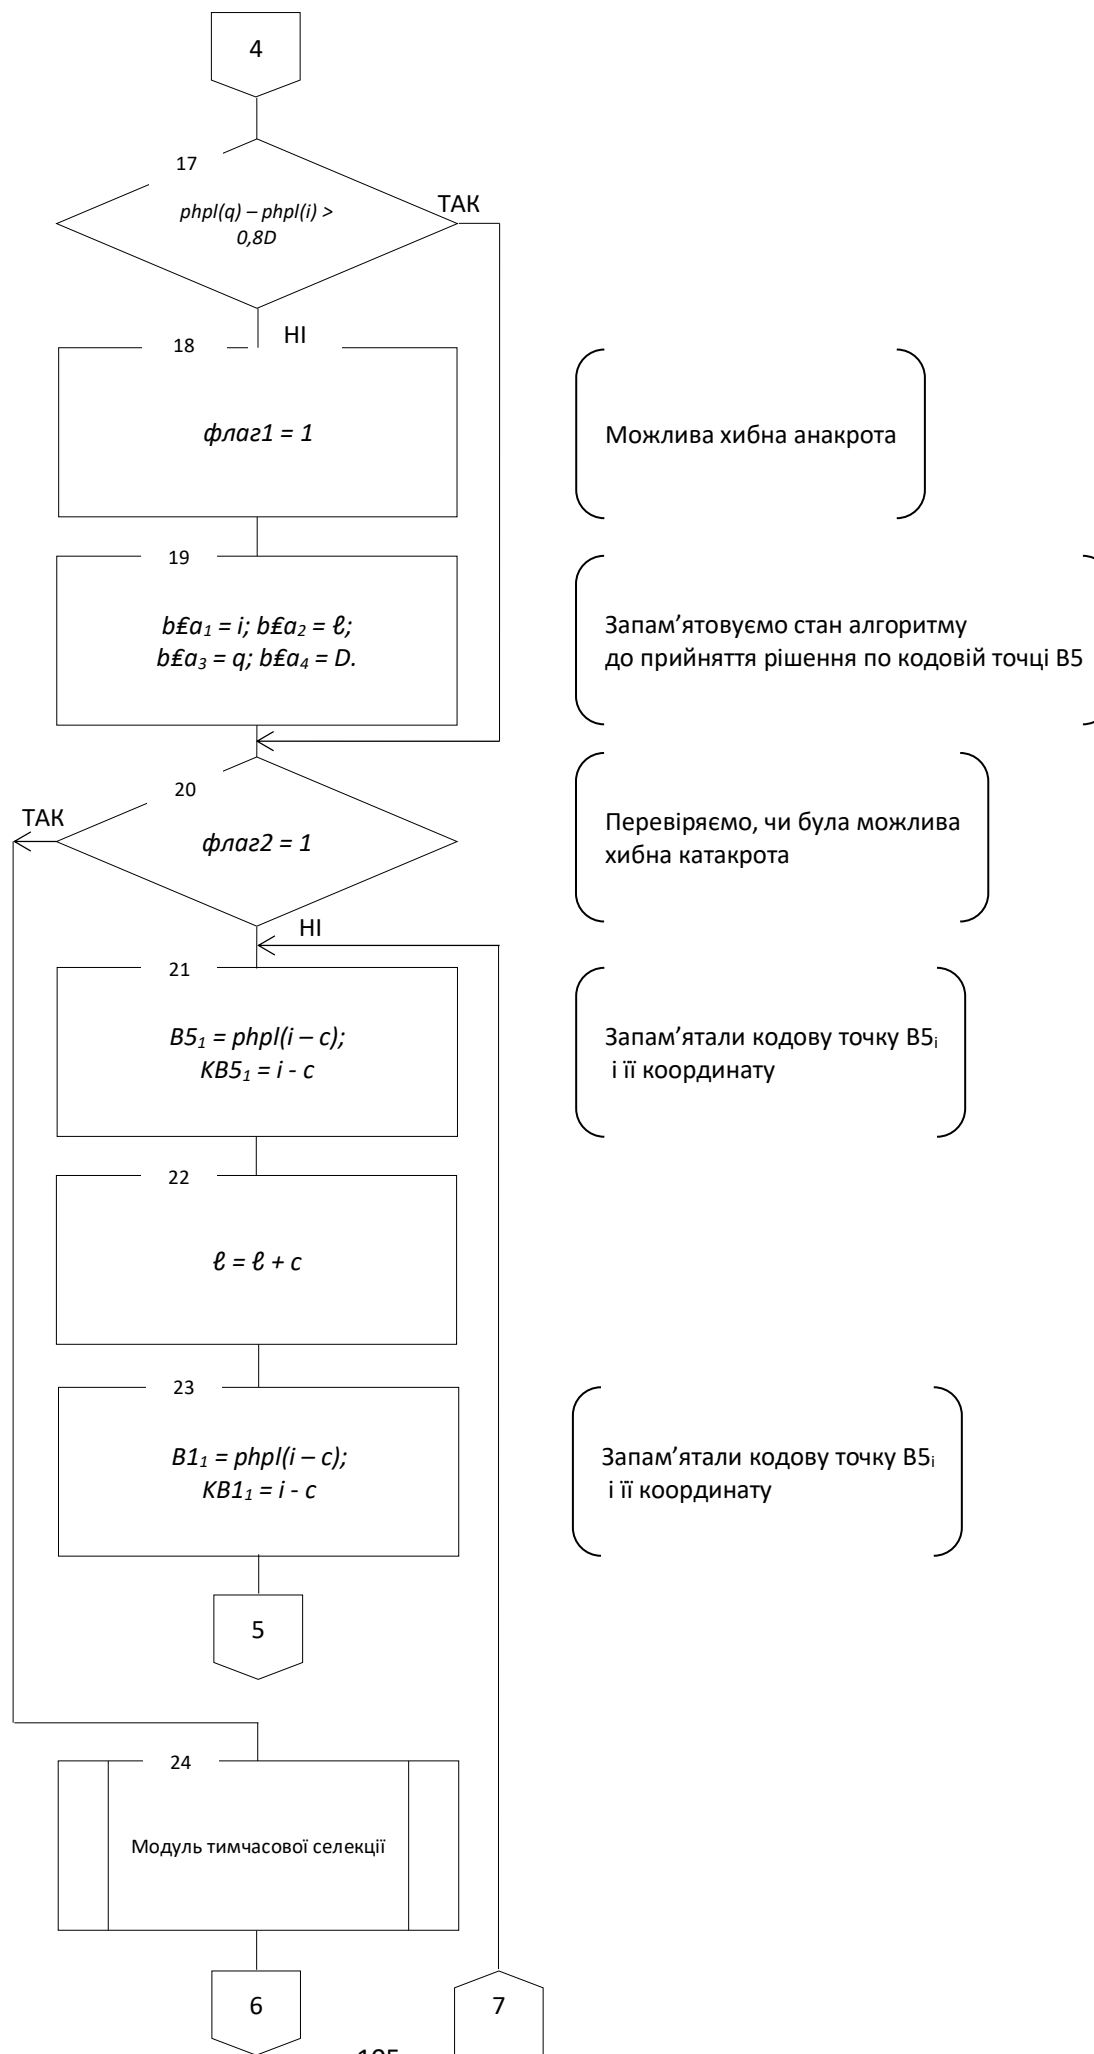 4
17
phpl(q) – phpl(i) >
0,8D
ТАК
НІ
18
флаг1 = 1
Можлива хибна анакрота
19
b₤a₁ = i; b₤a₂ = ℓ;
b₤a₃ = q; b₤a₄ = D.
Запам’ятовуємо стан алгоритму
до прийняття рішення по кодовій точці В5
20
ТАК
флаг2 = 1
Перевіряємо, чи була можлива
хибна катакрота
НІ
21
B5₁ = phpl(i – c);
KB5₁ = i - c
Запам’ятали кодову точку В5ᵢ
і її координату
22
ℓ = ℓ + c
23
B1₁ = phpl(i – c);
KB1₁ = i - c
Запам’ятали кодову точку В5ᵢ
і її координату
5
24
Модуль тимчасової селекції
6
7